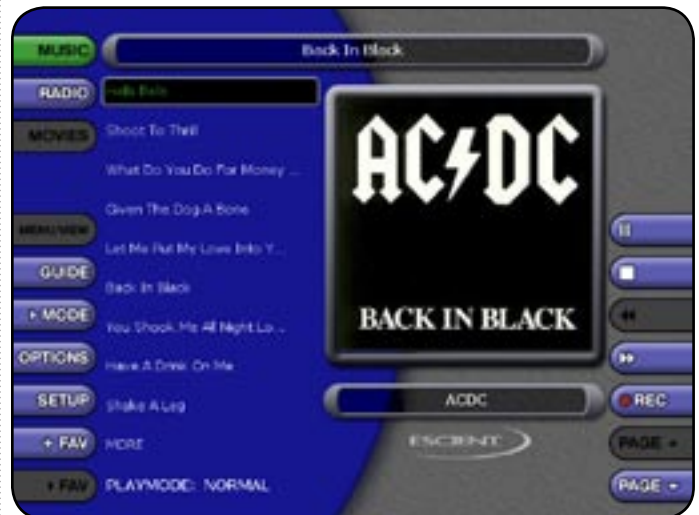 MUSIC
RADIO
MOVIES
MENU/VIEW
GUIDE
MODE
OPTIONS
SETUP
+ FAV
FAV
Back In Black
Hells Bells
Shoot To Thrill
What Do You Do For Money ...
Given The Dog A Bone
Let Me Put My Love Into Y...
Back In Black
You Shook Me All Night Lo...
Have A Drink On Me
Shake A Leg
MORE
PLAYMODE: NORMAL
AC/DC
BACK IN BLACK
ACDC
ESCIENT
REC
PAGE
PAGE